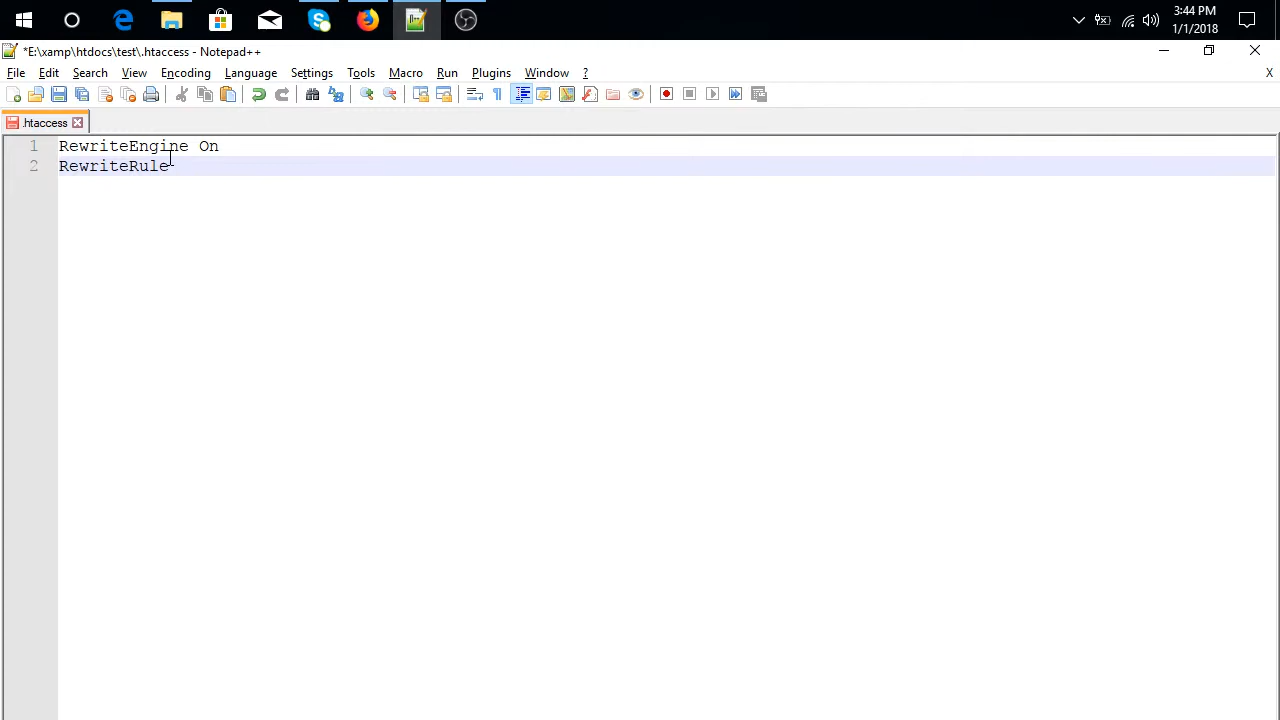 3:44 PM
1/1/2018
*E:\xamp\htdocs\test\.htaccess - Notepad++
File Edit Search View Encoding Language Settings Tools Macro Run Plugins Window ? X
.htaccess
1 RewriteEngine On
2 RewriteRule